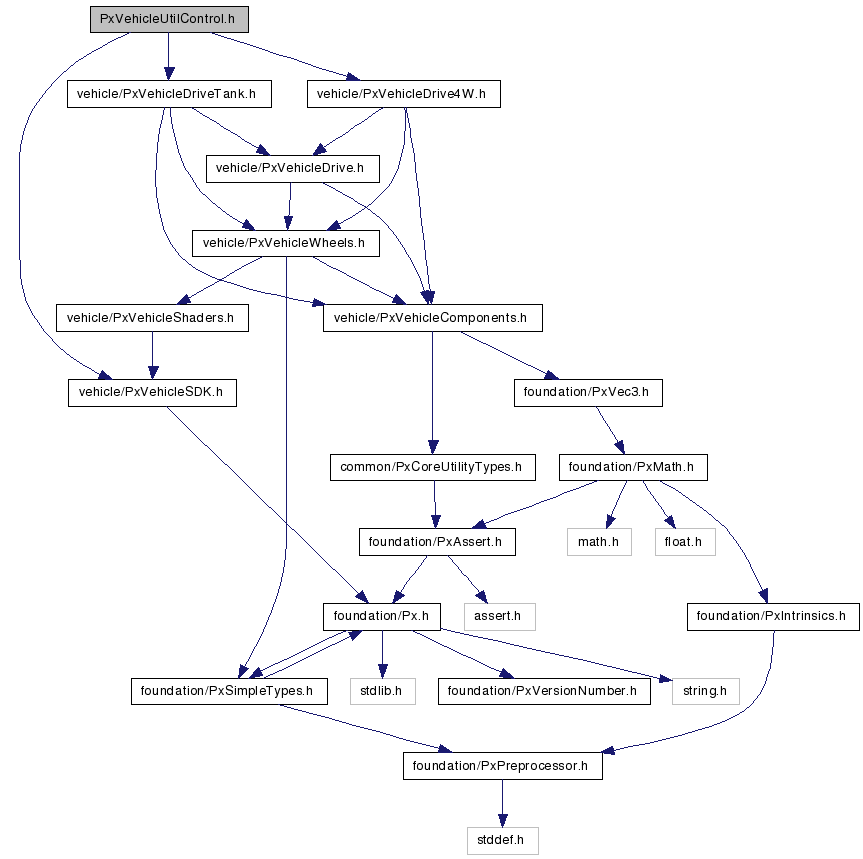 PxVehicleUtilControl.h
vehicle/PxVehicleDriveTank.h
vehicle/PxVehicleDrive4W.h
vehicle/PxVehicleDrive.h
vehicle/PxVehicleWheels.h
vehicle/PxVehicleShaders.h
vehicle/PxVehicleComponents.h
vehicle/PxVehicleSDK.h
foundation/PxVec3.h
common/PxCoreUtilityTypes.h
foundation/PxMath.h
foundation/PxAssert.h
math.h
float.h
foundation/Px.h
assert.h
foundation/PxIntrinsics.h
foundation/PxSimpleTypes.h
stdlib.h
foundation/PxVersionNumber.h
string.h
foundation/PxPreprocessor.h
stddef.h